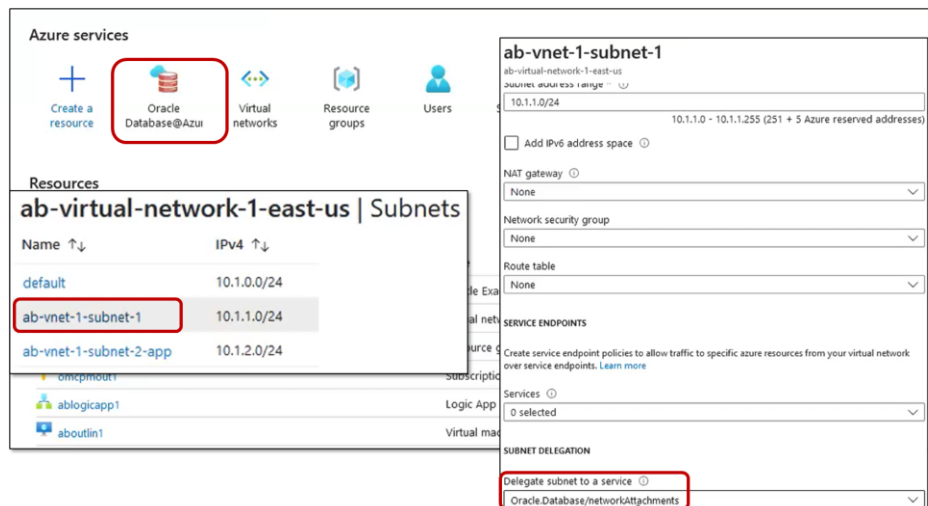 Azure services
Create a resource
Oracle Database@Azur
Virtual networks
Resource groups
Users
Resources
ab-virtual-network-1-east-us | Subnets
Name ↑↓ IPv4 ↑↓
default 10.1.0.0/24
ab-vnet-1-subnet-1 10.1.1.0/24
ab-vnet-1-subnet-2-app 10.1.2.0/24
omcpmout1
Subscriptio
ablogicapp1 Logic App
aboutlin1 Virtual mac
ab-vnet-1-subnet-1
ab-virtual-network-1-east-us
Subnet address range *
10.1.1.0/24
10.1.1.0 - 10.1.1.255 (251 + 5 Azure reserved addresses)
Add IPv6 address space
NAT gateway
None
Network security group
None
Route table
None
SERVICE ENDPOINTS
Create service endpoint policies to allow traffic to specific azure resources from your virtual network
over service endpoints. Learn more
Services
0 selected
SUBNET DELEGATION
Delegate subnet to a service
Oracle.Database/networkAttachments